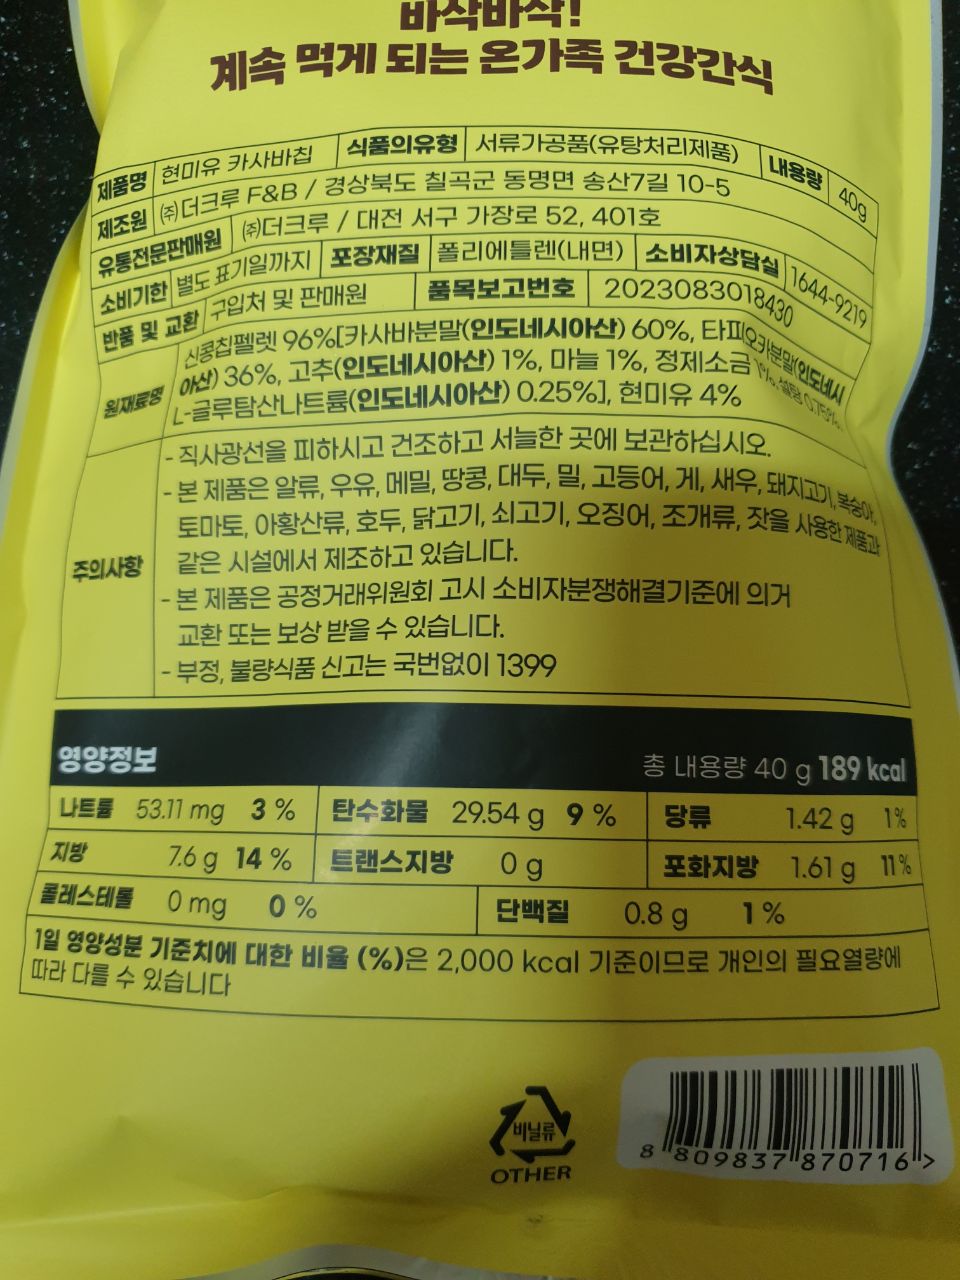 바삭바삭!
계속 먹게 되는 온가족 건강간식
제품명 현미유 카사바칩 식품의유형 서류가공품(유탕처리제품) 내용량 40g
제조원 ㈜더크루 F&B / 경상북도 칠곡군 동명면 송산7길 10-5
유통전문판매원 ㈜더크루 / 대전 서구 가장로 52, 401호
소비기한 별도 표기일까지 포장재질 폴리에틸렌(내면) 소비자상담실 1644-9219
반품 및 교환 구입처 및 판매원 품목보고번호 2023083018430
원재료명 신콩칩펠렛 96%[카사바분말(인도네시아산) 60%, 타피오카분말(인도네시
아산) 36%, 고추(인도네시아산) 1%, 마늘 1%, 정제소금 1%, 설탕 0.75%,
L-글루탐산나트륨(인도네시아산) 0.25%], 현미유 4%
주의사항
- 직사광선을 피하시고 건조하고 서늘한 곳에 보관하십시오.
- 본 제품은 알류, 우유, 메밀, 땅콩, 대두, 밀, 고등어, 게, 새우, 돼지고기, 복숭아,
토마토, 아황산류, 호두, 닭고기, 쇠고기, 오징어, 조개류, 잣을 사용한 제품과
같은 시설에서 제조하고 있습니다.
- 본 제품은 공정거래위원회 고시 소비자분쟁해결기준에 의거
교환 또는 보상 받을 수 있습니다.
- 부정, 불량식품 신고는 국번없이 1399
영양정보 총 내용량 40 g 189 kcal
나트륨 53.11 mg 3 % 탄수화물 29.54 g 9 % 당류 1.42 g 1%
지방 7.6 g 14 % 트랜스지방 0 g 포화지방 1.61 g 11%
콜레스테롤 0 mg 0 % 단백질 0.8 g 1 %
1일 영양성분 기준치에 대한 비율 (%)은 2,000 kcal 기준이므로 개인의 필요열량에
따라 다를 수 있습니다
비닐류
OTHER
8 809837 870716 >